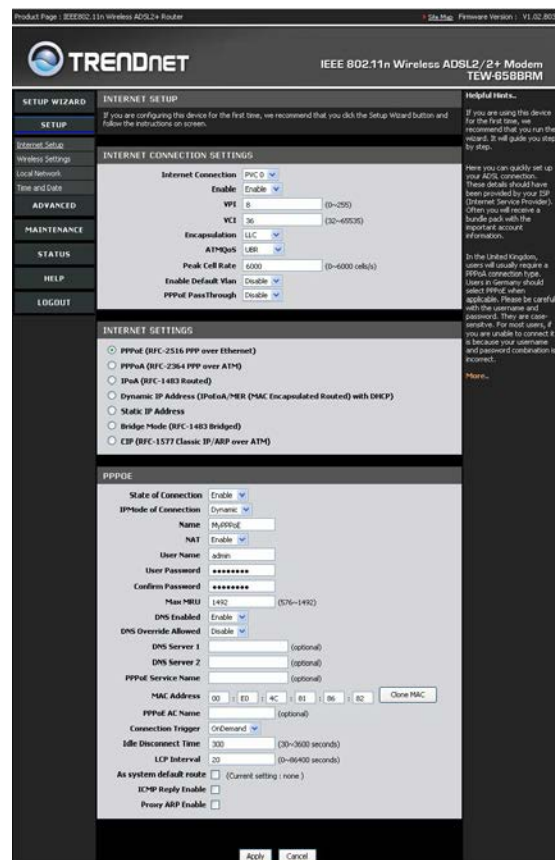 Product Page : IEEE802.11n Wireless ADSL2+ Router
Site Map Firmware Version : V1.02.B03
TRENDNET
IEEE 802.11n Wireless ADSL2/2+ Modem
TEW-658BRM
SETUP WIZARD
SETUP
Internet Setup
Wireless Settings
Local Network
Time and Date
ADVANCED
MAINTENANCE
STATUS
HELP
LOGOUT
INTERNET SETUP
If you are configuring this device for the first time, we recommend that you click the Setup Wizard button and
follow the instructions on screen.
INTERNET CONNECTION SETTINGS
Internet Connection PVC 0
Enable Enable
VPI 8 (0~255)
VCI 36 (32~65535)
Encapsulation LLC
ATMQoS UBR
Peak Cell Rate 6000 (0~6000 cells/s)
Enable Default Vlan Disable
PPPoE PassThrough Disable
INTERNET SETTINGS
PPPoE (RFC-2516 PPP over Ethernet)
PPPoA (RFC-2364 PPP over ATM)
IPoA (RFC-1483 Routed)
Dynamic IP Address (IPoEoA/MER (MAC Encapsulated Routed) with DHCP)
Static IP Address
Bridge Mode (RFC-1483 Bridged)
CIP (RFC-1577 Classic IP/ARP over ATM)
PPPOE
State of Connection Enable
IPMode of Connection Dynamic
Name MyPPPoE
NAT Enable
User Name admin
User Password ●●●●●●●●
Confirm Password ●●●●●●●●
Max MRU 1492 (576~1492)
DNS Enabled Enable
DNS Override Allowed Disable
DNS Server 1 (optional)
DNS Server 2 (optional)
PPPoE Service Name (optional)
MAC Address 00 : E0 : 4C : 81 : 86 : 82 Clone MAC
PPPoE AC Name (optional)
Connection Trigger OnDemand
Idle Disconnect Time 300 (30~3600 seconds)
LCP Interval 20 (0~86400 seconds)
As system default route (Current setting : none )
ICMP Reply Enable
Proxy ARP Enable
Apply Cancel
Helpful Hints..
If you are using this device
for the first time, we
recommend that you run the
wizard. It will guide you step
by step.
Here you can quickly set up
your ADSL connection.
These details should have
been provided by your ISP
(Internet Service Provider).
Often you will receive a
bundle pack with the
important account
information.
In the United Kingdom,
users will usually require a
PPPoA connection type.
Users in Germany should
select PPPoE when
applicable. Please be careful
with the username and
password. They are case-
sensitve. For most users, if
you are unable to connect it
is because your username
and password combination is
incorrect.
More..